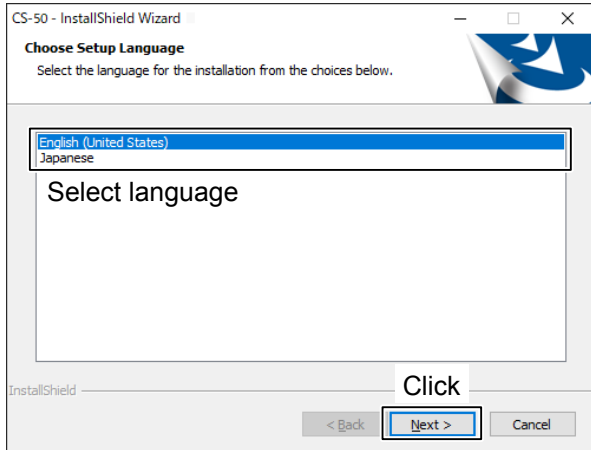 CS-50 - InstallShield Wizard
Choose Setup Language
Select the language for the installation from the choices below.
English (United States)
Japanese
Select language
InstallShield
Click
< Back
Next >
Cancel